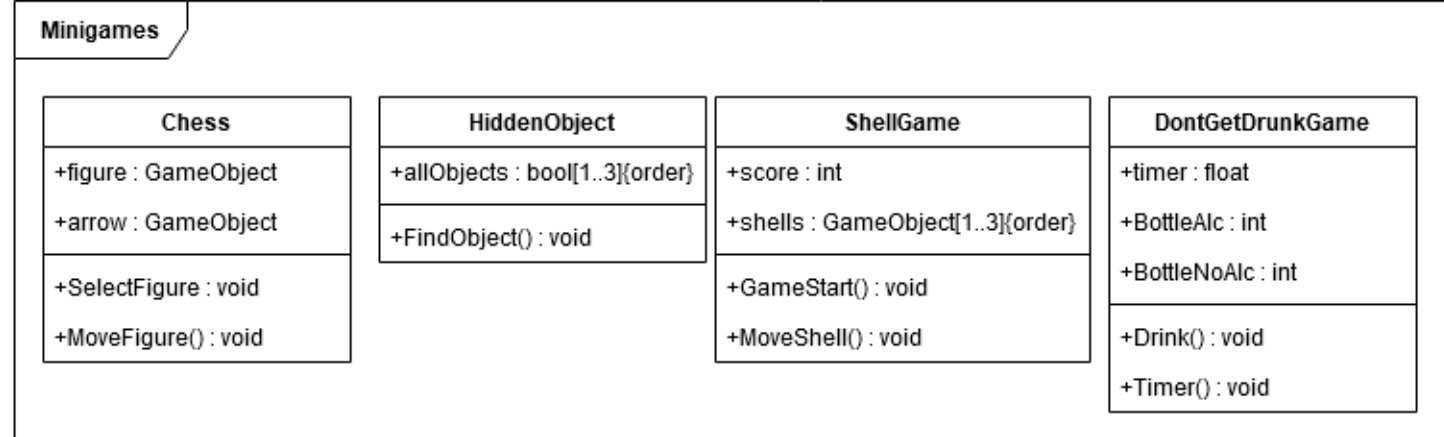 Minigames
Chess
+figure : GameObject
+arrow : GameObject
+SelectFigure : void
+MoveFigure() : void
HiddenObject
+allObjects : bool[1..3]{order}
+FindObject() : void
ShellGame
+score : int
+shells : GameObject[1..3]{order}
+GameStart() : void
+MoveShell() : void
DontGetDrunkGame
+timer : float
+BottleAlc : int
+BottleNoAlc : int
+Drink() : void
+Timer() : void